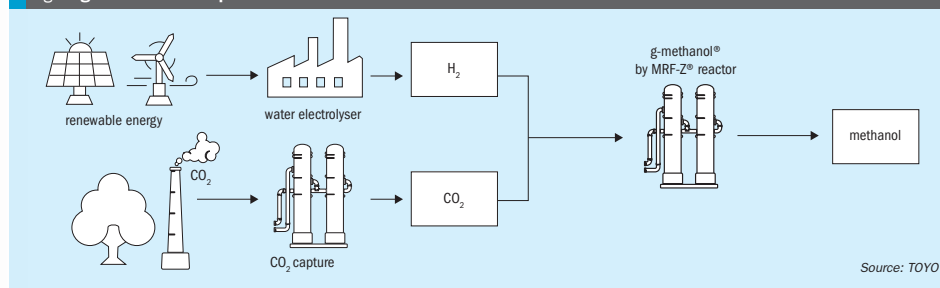 renewable energy
water electrolyser
H₂
g-methanol®
by MRF-Z® reactor
methanol
CO₂
CO₂ capture
CO₂
Source: TOYO